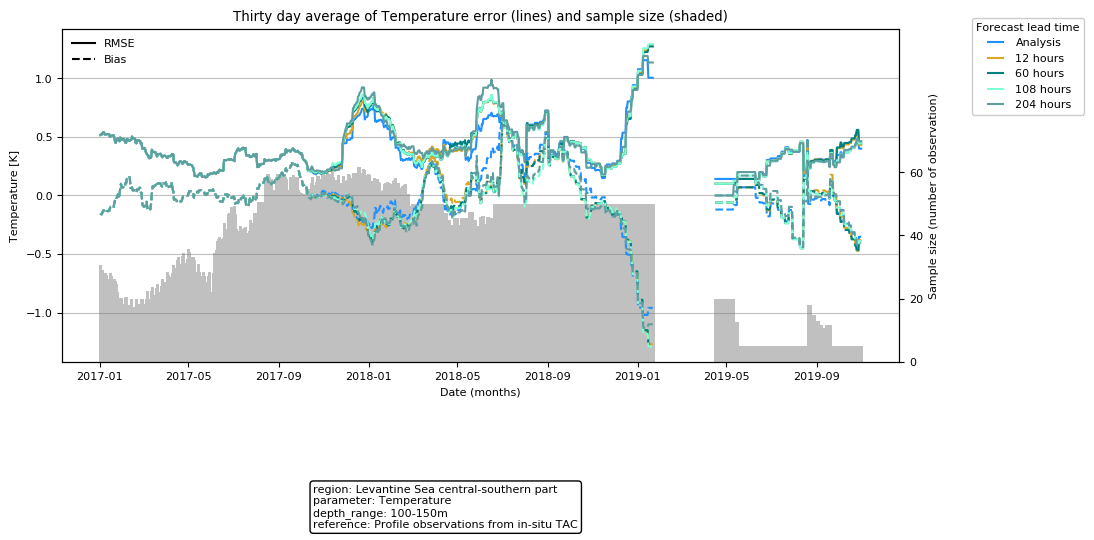 Thirty day average of Temperature error (lines) and sample size (shaded)
RMSE
Bias
Forecast lead time
Analysis
12 hours
60 hours
108 hours
204 hours
Temperature [K]
1.0
0.5
0.0
−0.5
−1.0
Sample size (number of observation)
60
40
20
0
2017-01 2017-05 2017-09 2018-01 2018-05 2018-09 2019-01 2019-05 2019-09
Date (months)
region: Levantine Sea central-southern part
parameter: Temperature
depth_range: 100-150m
reference: Profile observations from in-situ TAC